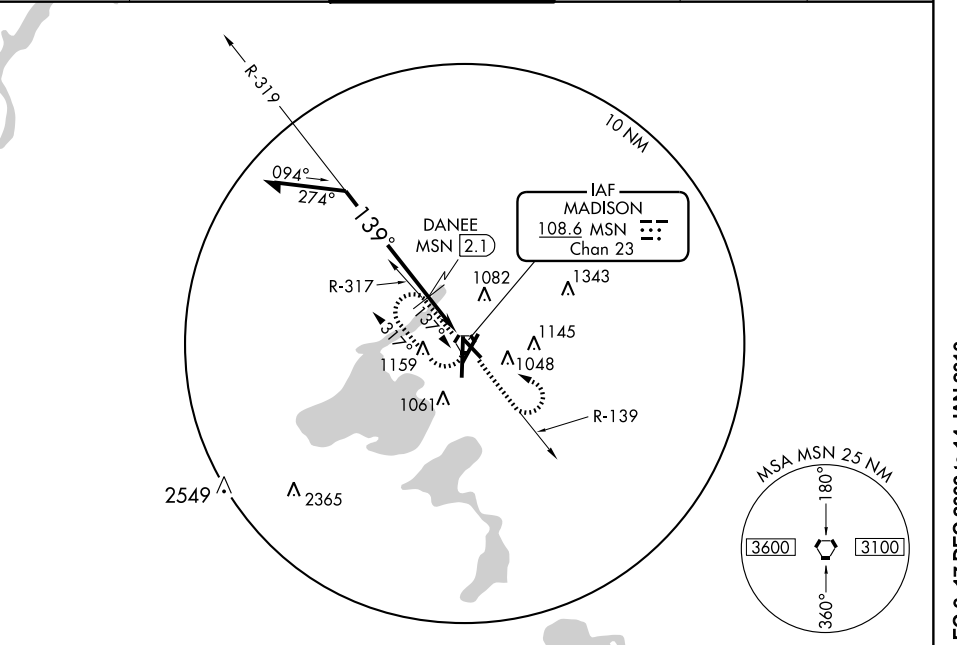 R-319
10 NM
094°
274°
139°
DANEE
MSN 2.1
IAF
MADISON
108.6 MSN
Chan 23
R-317
1082
1343
137°
317°
1159
1145
1048
1061
R-139
2549
2365
MSA MSN 25 NM
180°
3600
3100
360°